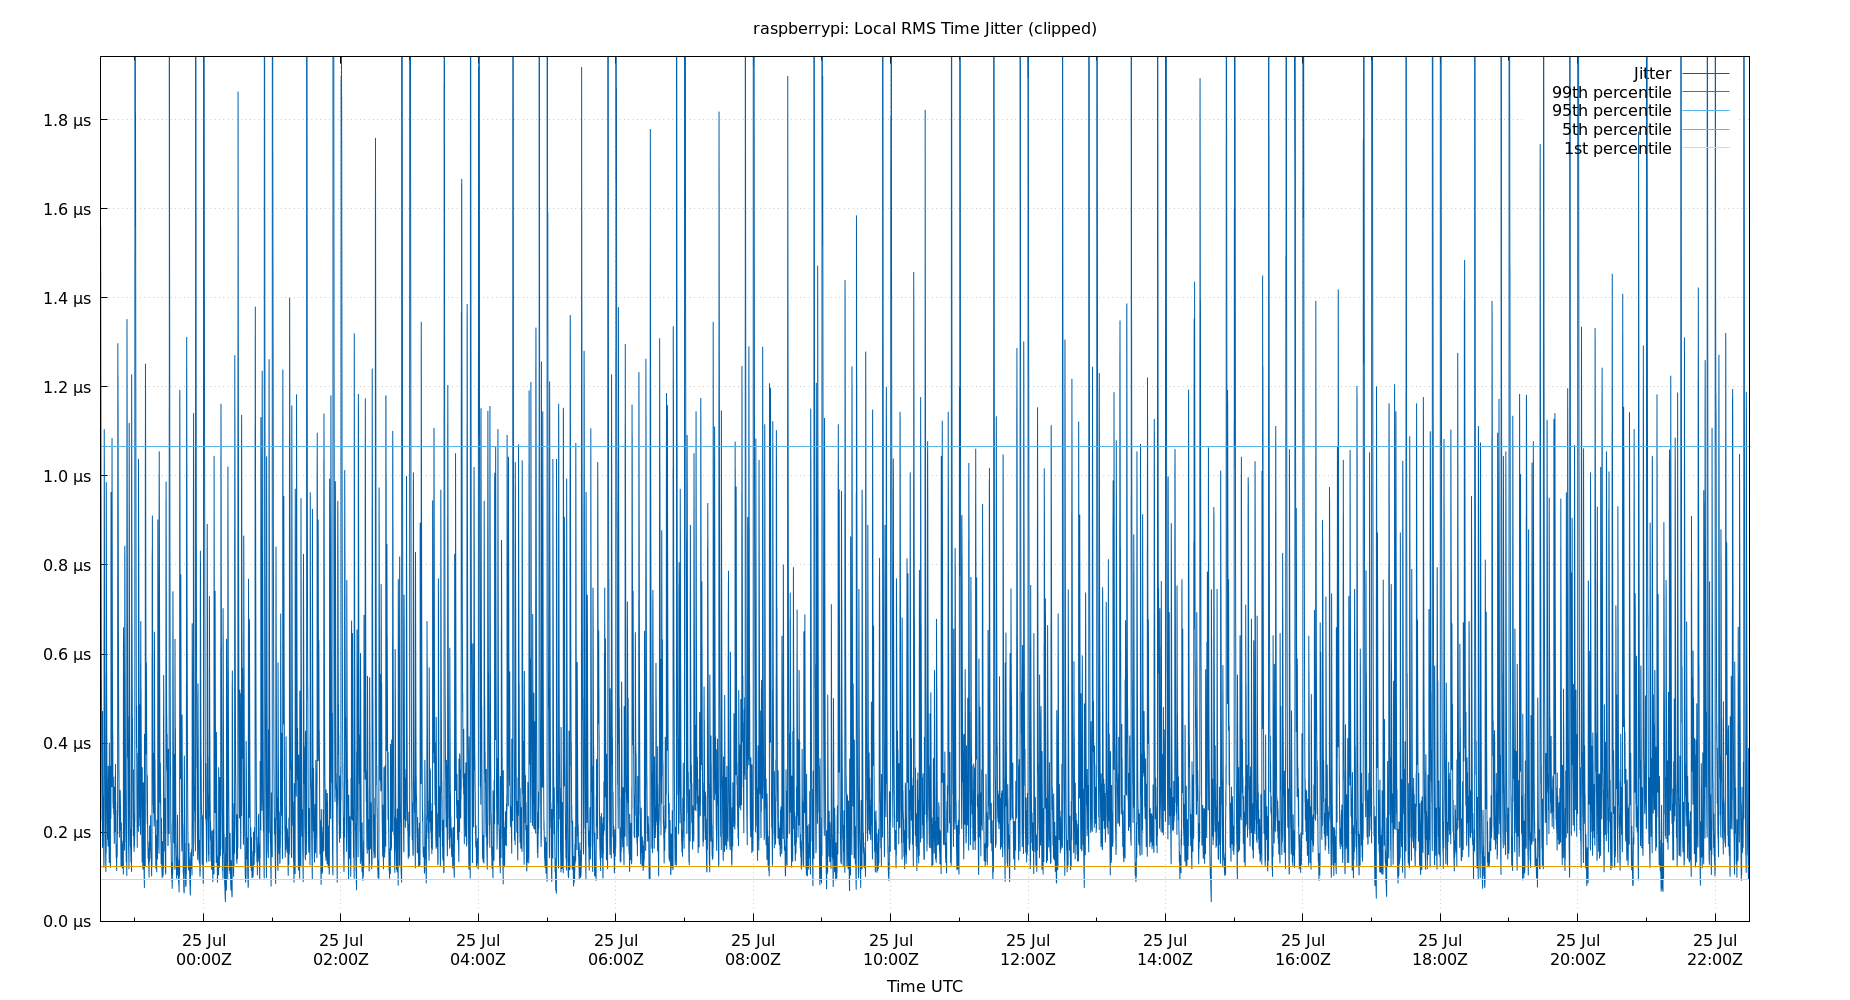 raspberrypi: Local RMS Time Jitter (clipped)
Jitter
99th percentile
95th percentile
5th percentile
1st percentile
1.8 µs
1.6 µs
1.4 µs
1.2 µs
1.0 µs
0.8 µs
0.6 µs
0.4 µs
0.2 µs
0.0 µs
25 Jul 25 Jul 25 Jul 25 Jul 25 Jul 25 Jul 25 Jul 25 Jul 25 Jul 25 Jul 25 Jul 25 Jul
00:00Z 02:00Z 04:00Z 06:00Z 08:00Z 10:00Z 12:00Z 14:00Z 16:00Z 18:00Z 20:00Z 22:00Z
Time UTC